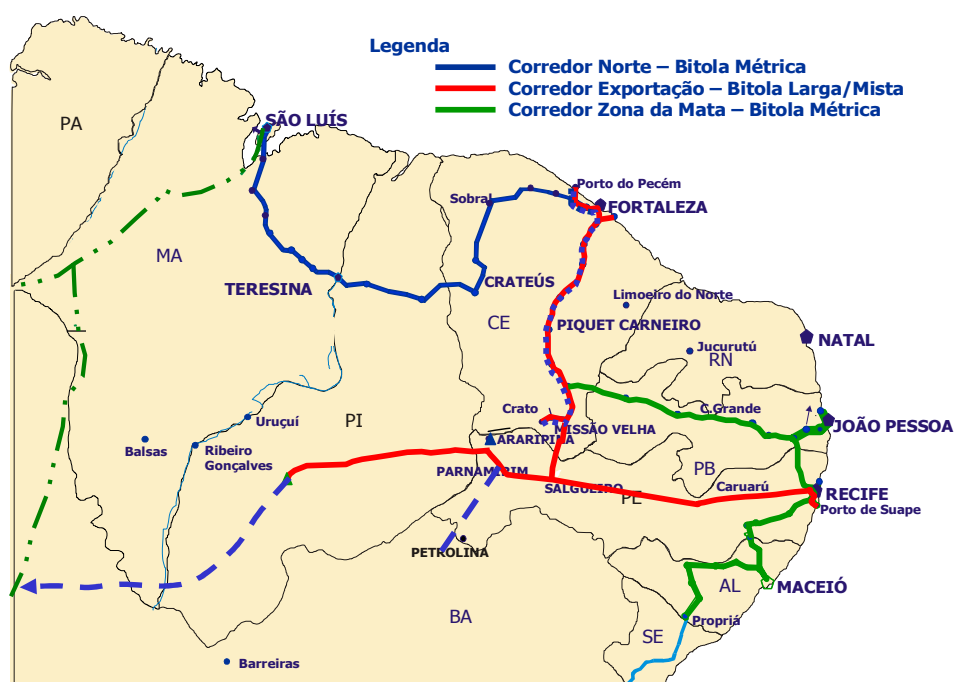 Legenda
Corredor Norte – Bitola Métrica
Corredor Exportação – Bitola Larga/Mista
Corredor Zona da Mata – Bitola Métrica
PA
SÃO LUÍS
Porto do Pecém
Sobral
FORTALEZA
MA
TERESINA
CRATEÚS
Limoeiro do Norte
CE
PIQUET CARNEIRO
NATAL
Jucurutú
RN
Crato
C.Grande
Uruçuí
PI
MISSÃO VELHA
JOÃO PESSOA
ARARIPINA
Balsas
Ribeiro
Gonçalves
PARNAMIRIM
PB
SALGUEIRO
Caruarú
RECIFE
PE
Porto de Suape
PETROLINA
AL
MACEIÓ
BA
Propriá
SE
Barreiras